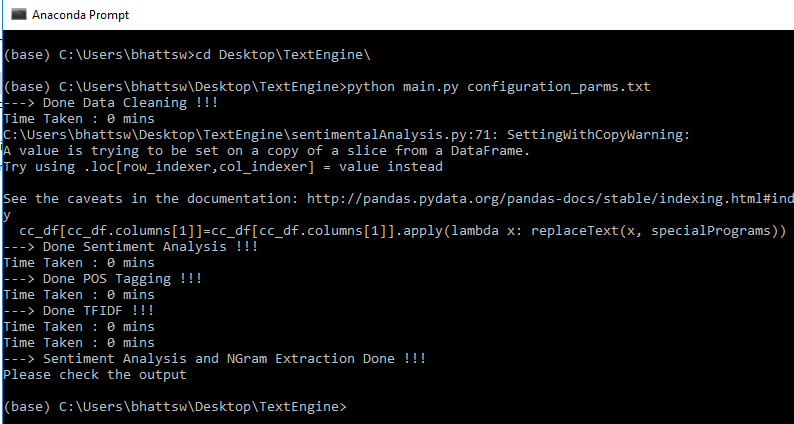 Anaconda Prompt
(base) C:\Users\bhattsw>cd Desktop\TextEngine\
(base) C:\Users\bhattsw\Desktop\TextEngine>python main.py configuration_parms.txt
---> Done Data Cleaning !!!
Time Taken : 0 mins
C:\Users\bhattsw\Desktop\TextEngine\sentimentalAnalysis.py:71: SettingWithCopyWarning:
A value is trying to be set on a copy of a slice from a DataFrame.
Try using .loc[row_indexer,col_indexer] = value instead
See the caveats in the documentation: http://pandas.pydata.org/pandas-docs/stable/indexing.html#ind
y
  cc_df[cc_df.columns[1]]=cc_df[cc_df.columns[1]].apply(lambda x: replaceText(x, specialPrograms))
---> Done Sentiment Analysis !!!
Time Taken : 0 mins
---> Done POS Tagging !!!
Time Taken : 0 mins
---> Done TFIDF !!!
Time Taken : 0 mins
Time Taken : 0 mins
---> Sentiment Analysis and NGram Extraction Done !!!
Please check the output
(base) C:\Users\bhattsw\Desktop\TextEngine>